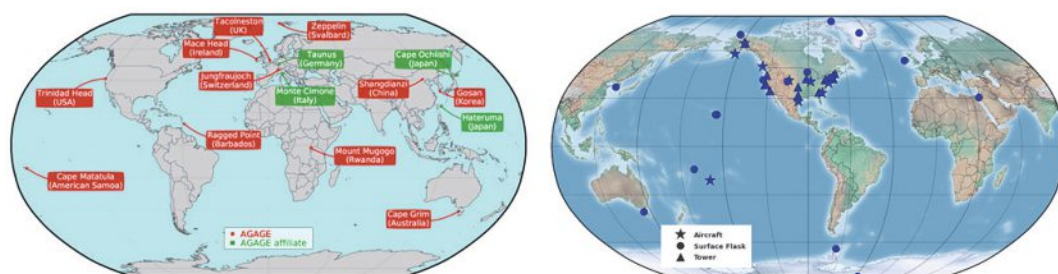 Tacolneston
(UK)
Zeppelin
(Svalbard)
Mace Head
(Ireland)
Taunus
(Germany)
Cape Ochiishi
(Japan)
Jungfraujoch
(Switzerland)
Trinidad Head
(USA)
Monte Cimone
(Italy)
Shangdianzi
(China)
Gosan
(Korea)
Hateruma
(Japan)
Ragged Point
(Barbados)
Mount Mugogo
(Rwanda)
Cape Matatula
(American Samoa)
Cape Grim
(Australia)
AGAGE
AGAGE affiliate
Aircraft
Surface Flask
Tower